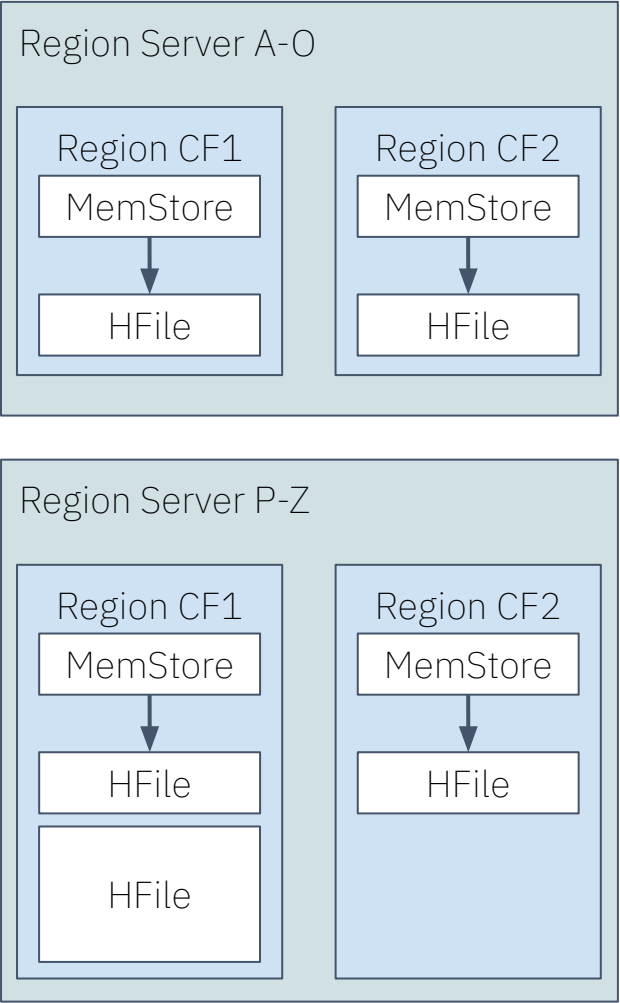 Region Server A-O
Region CF1
MemStore
HFile
Region CF2
MemStore
HFile
Region Server P-Z
Region CF1
MemStore
HFile
HFile
Region CF2
MemStore
HFile